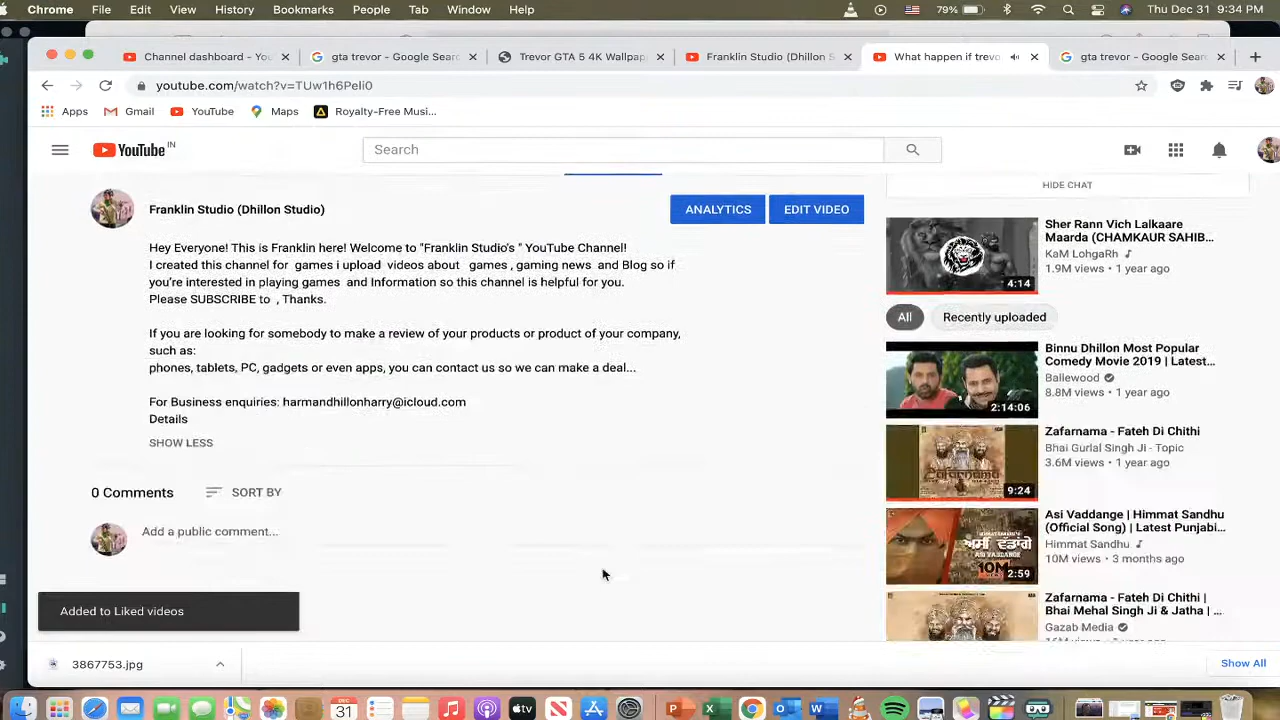 Chrome File Edit View History Bookmarks People Tab Window Help 79% Tue Dec 31 9:34 PM
Channel dashboard - Yo
gta trevor - Google Sear
Trevor GTA 5 4K Wallpap
Franklin Studio (Dhillon S
What happen if trevo
gta trevor - Google Sear
youtube.com/watch?v=TUw1h6PeIi0
Apps Gmail YouTube Maps Royalty-Free Musi...
YouTube IN
Search
HIDE CHAT
Franklin Studio (Dhillon Studio)
ANALYTICS
EDIT VIDEO
Hey Everyone! This is Franklin here! Welcome to "Franklin Studio's " YouTube Channel!
I created this channel for games i upload videos about games , gaming news and Blog so if
you're interested in playing games and Information so this channel is helpful for you.
Please SUBSCRIBE to , Thanks.
If you are looking for somebody to make a review of your products or product of your company,
such as:
phones, tablets, PC, gadgets or even apps, you can contact us so we can make a deal...
For Business enquiries: harmandhillonharry@icloud.com
Details
SHOW LESS
0 Comments
SORT BY
Add a public comment...
Added to Liked videos
Sher Rann Vich Lalkaare
Maarda (CHAMKAUR SAHIB...
KaM LohgaRh
1.9M views • 1 year ago
4:14
All
Recently uploaded
Binnu Dhillon Most Popular
Comedy Movie 2019 | Latest...
Ballewood
8.8M views • 1 year ago
2:14:06
Zafarnama - Fateh Di Chithi
Bhai Gurlal Singh Ji - Topic
3.6M views • 1 year ago
9:24
Asi Vaddange | Himmat Sandhu
(Official Song) | Latest Punjabi...
Himmat Sandhu
10M views • 3 months ago
ਅਸੀਂ ਵੱਡਾਂਗੇ
10M
2:59
Zafarnama - Fateh Di Chithi |
Bhai Mehal Singh Ji & Jatha | ...
Gazab Media
3867753.jpg
Show All
DEC
31